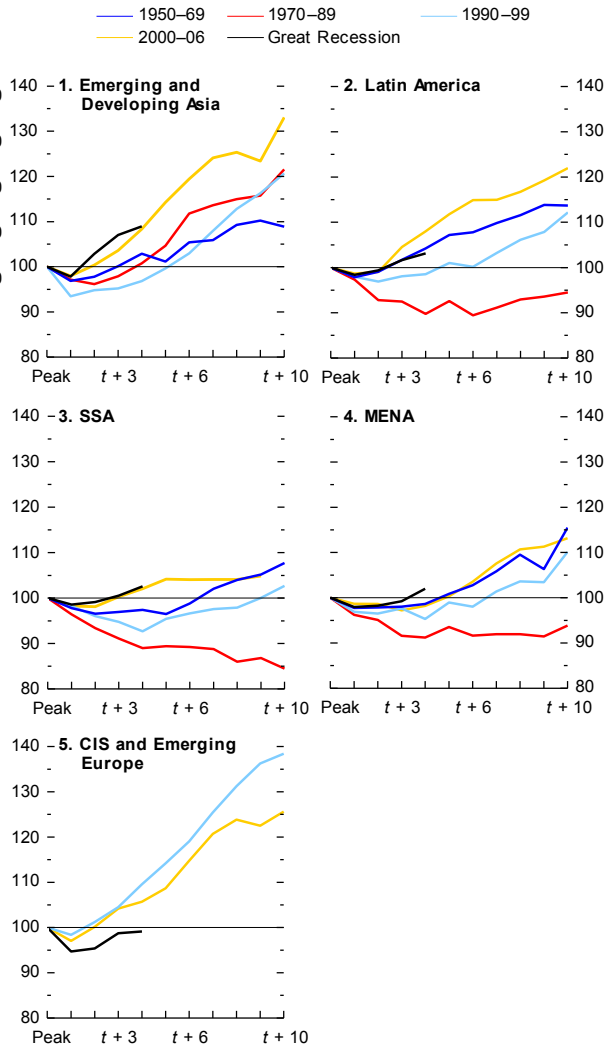 1950–69 1970–89 1990–99
2000–06 Great Recession
140 1. Emerging and 2. Latin America 140
Developing Asia
130 130
120 120
110 110
100 100
90 90
80 80
Peak t + 3 t + 6 t + 10 Peak t + 3 t + 6 t + 10
140 3. SSA 4. MENA 140
130 130
120 120
110 110
100 100
90 90
80 80
Peak t + 3 t + 6 t + 10 Peak t + 3 t + 6 t + 10
140 5. CIS and Emerging
Europe
130
120
110
100
90
80
Peak t + 3 t + 6 t + 10